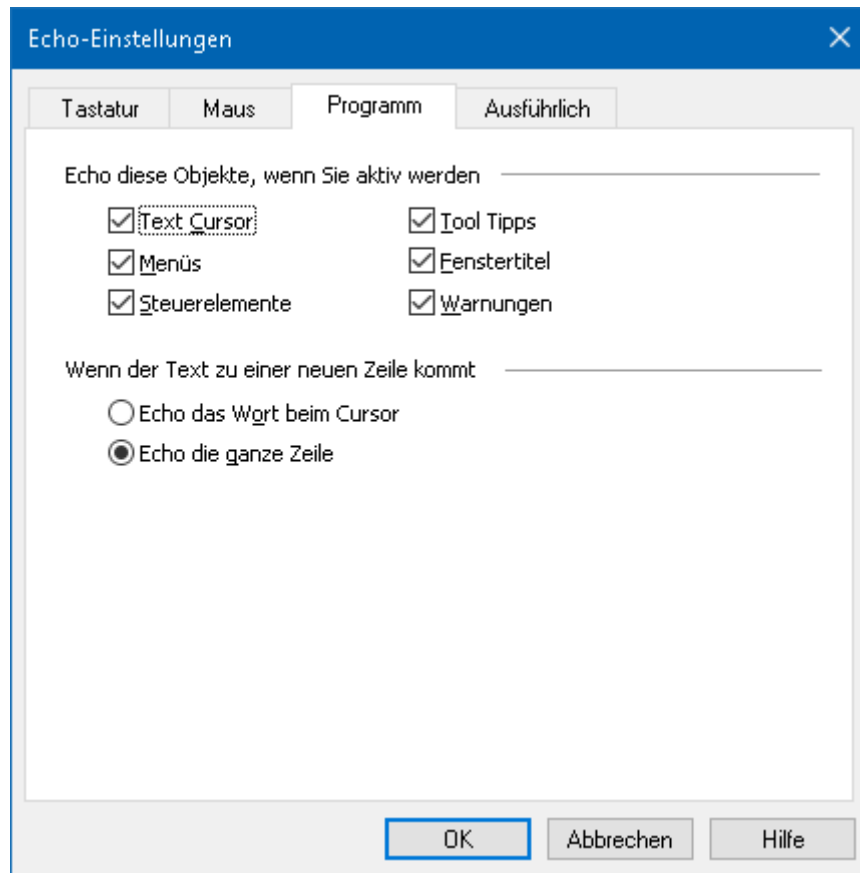 Echo-Einstellungen
Tastatur Maus Programm Ausführlich
Echo diese Objekte, wenn Sie aktiv werden
Text Cursor Tool Tipps
Menüs Fenstertitel
Steuerelemente Warnungen
Wenn der Text zu einer neuen Zeile kommt
Echo das Wort beim Cursor
Echo die ganze Zeile
OK Abbrechen Hilfe